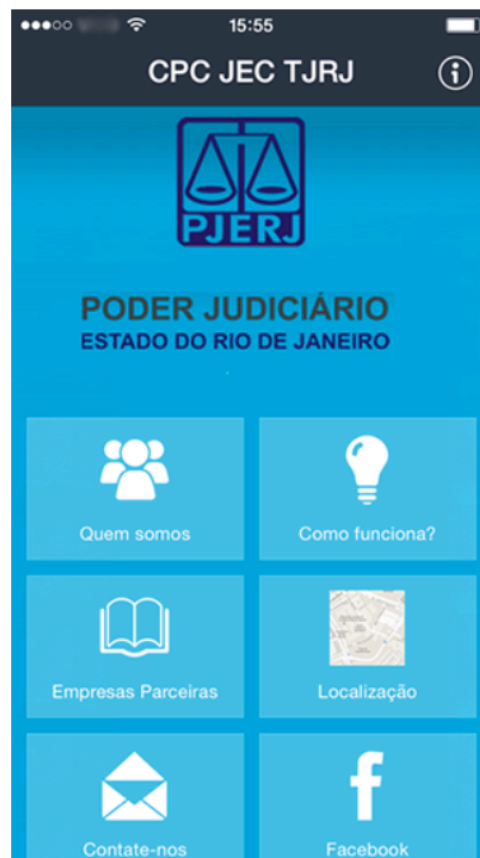 15:55
CPC JEC TJRJ
PJERJ
PODER JUDICIÁRIO
ESTADO DO RIO DE JANEIRO
Quem somos
Como funciona?
Empresas Parceiras
Localização
Contate-nos
Facebook